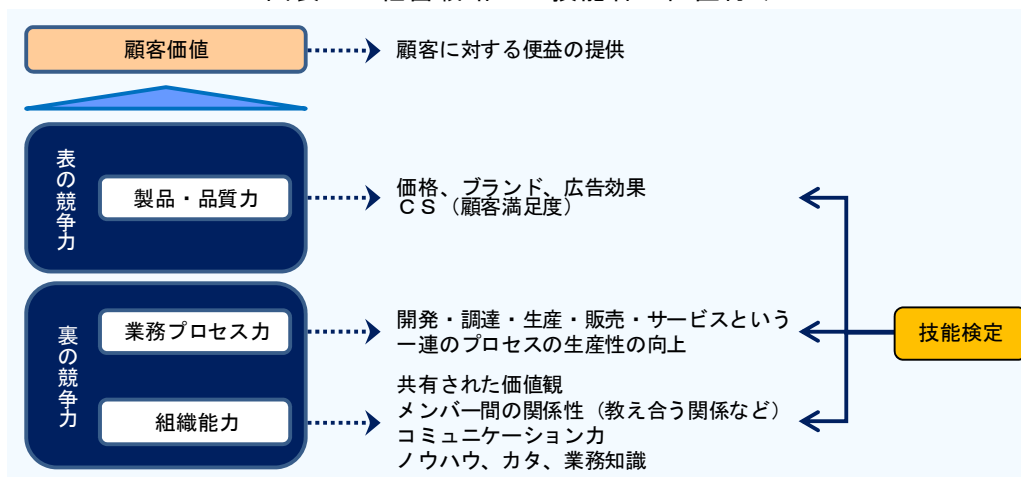 顧客価値
顧客に対する便益の提供
表の競争力
製品・品質力
価格、ブランド、広告効果
ＣＳ（顧客満足度）
裏の競争力
業務プロセス力
開発・調達・生産・販売・サービスという
一連のプロセスの生産性の向上
技能検定
組織能力
共有された価値観
メンバー間の関係性（教え合う関係など）
コミュニケーション力
ノウハウ、カタ、業務知識